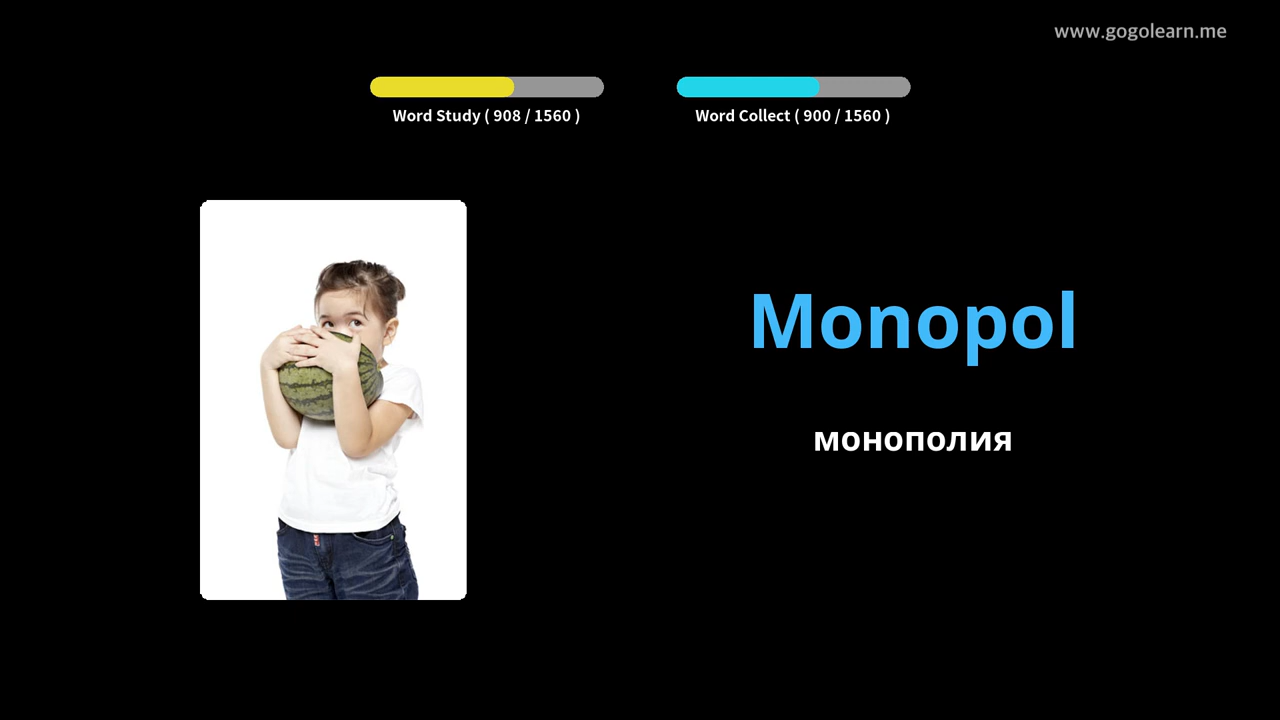 www.gogolearn.me
Word Study ( 908 / 1560 )
Word Collect ( 900 / 1560 )
Monopol
монополия